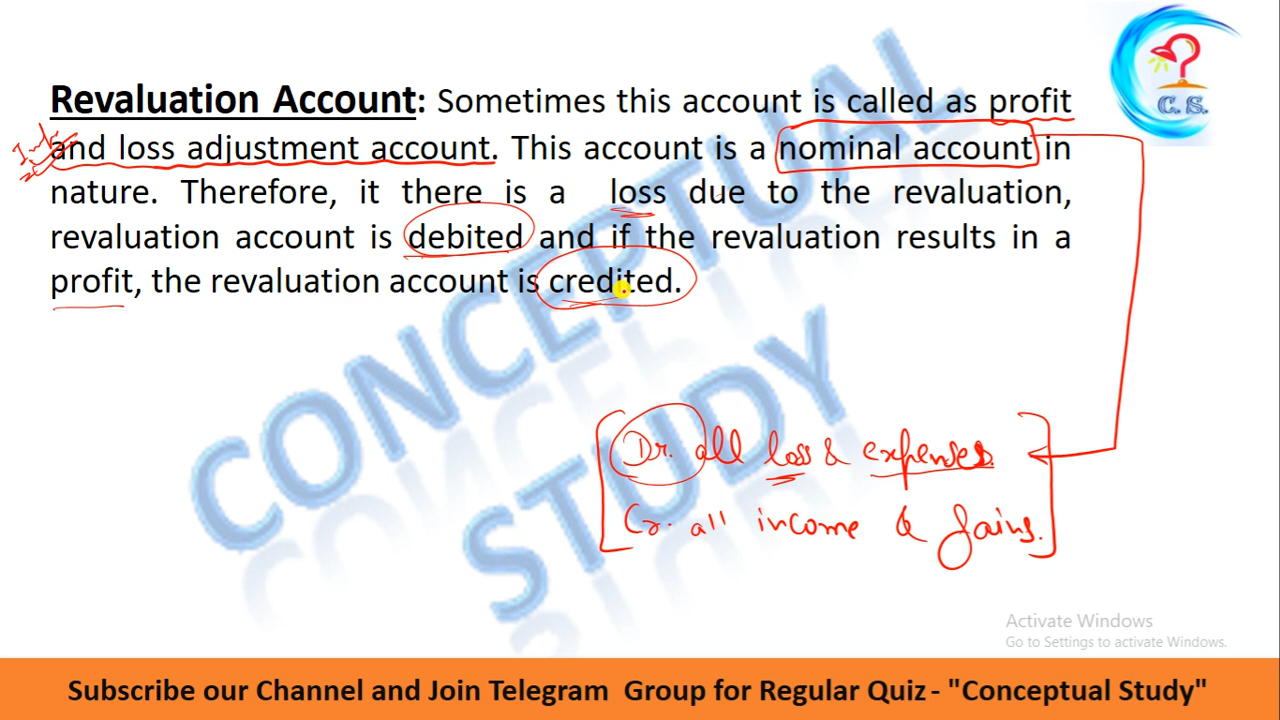 Revaluation Account: Sometimes this account is called as profit
and loss adjustment account. This account is a nominal account in
nature. Therefore, it there is a loss due to the revaluation,
revaluation account is debited and if the revaluation results in a
profit, the revaluation account is credited.
C. S.
CONCEPTUAL
STUDY
Dr. all loss & expenses.
Cr. all income & gains.
Activate Windows
Go to Settings to activate Windows.
Subscribe our Channel and Join Telegram Group for Regular Quiz - "Conceptual Study"